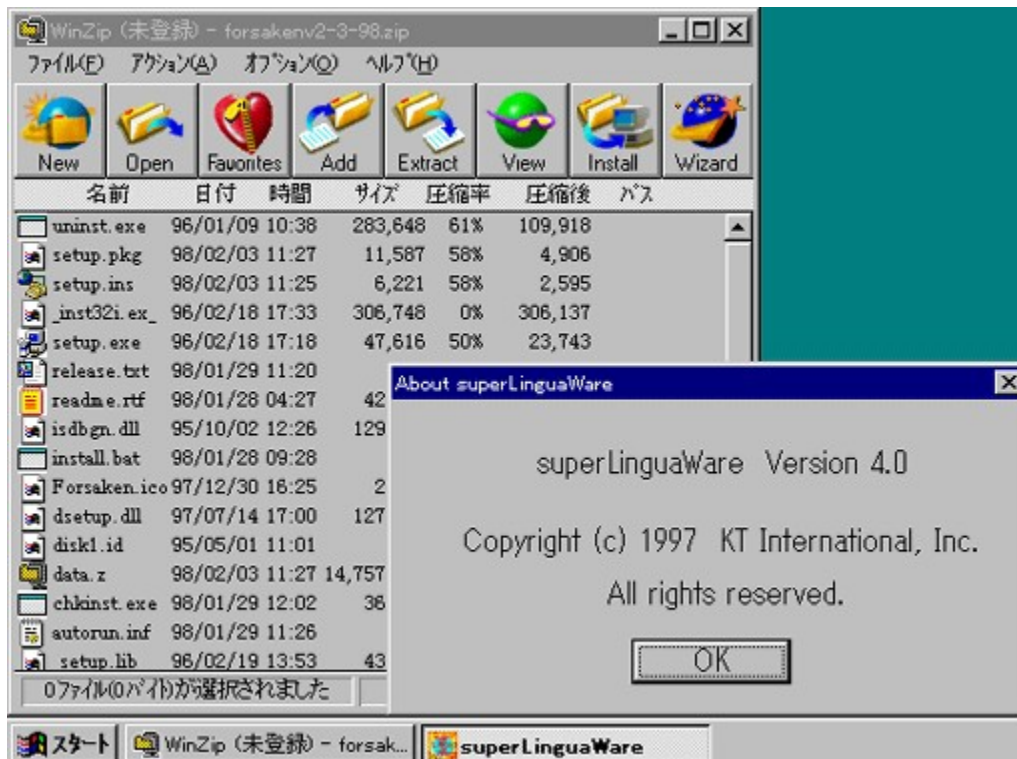 WinZip (未登録) - forsakenv2-3-98.zip
ファイル(F) アクション(A) オプション(O) ヘルプ(H)
New Open Favorites Add Extract View Install Wizard
名前 日付 時間 サイズ 圧縮率 圧縮後 パス
uninst.exe 96/01/09 10:38 283,648 61% 109,918
setup.pkg 98/02/03 11:27 11,587 58% 4,906
setup.ins 98/02/03 11:25 6,221 58% 2,595
_inst32i.ex_ 96/02/18 17:33 306,748 0% 306,137
setup.exe 96/02/18 17:18 47,616 50% 23,743
release.txt 98/01/29 11:20
readme.rtf 98/01/28 04:27 42
isdbgn.dll 95/10/02 12:26 129
install.bat 98/01/28 09:28
Forsaken.ico 97/12/30 16:25 2
dsetup.dll 97/07/14 17:00 127
disk1.id 95/05/01 11:01
data.z 98/02/03 11:27 14,757
chkinst.exe 98/01/29 12:02 36
autorun.inf 98/01/29 11:26
_setup.lib 96/02/19 13:53 43
0ファイル(0バイト)が選択されました
About superLinguaWare
superLinguaWare Version 4.0
Copyright (c) 1997 KT International, Inc.
All rights reserved.
OK
スタート WinZip (未登録) - forsak... superLinguaWare